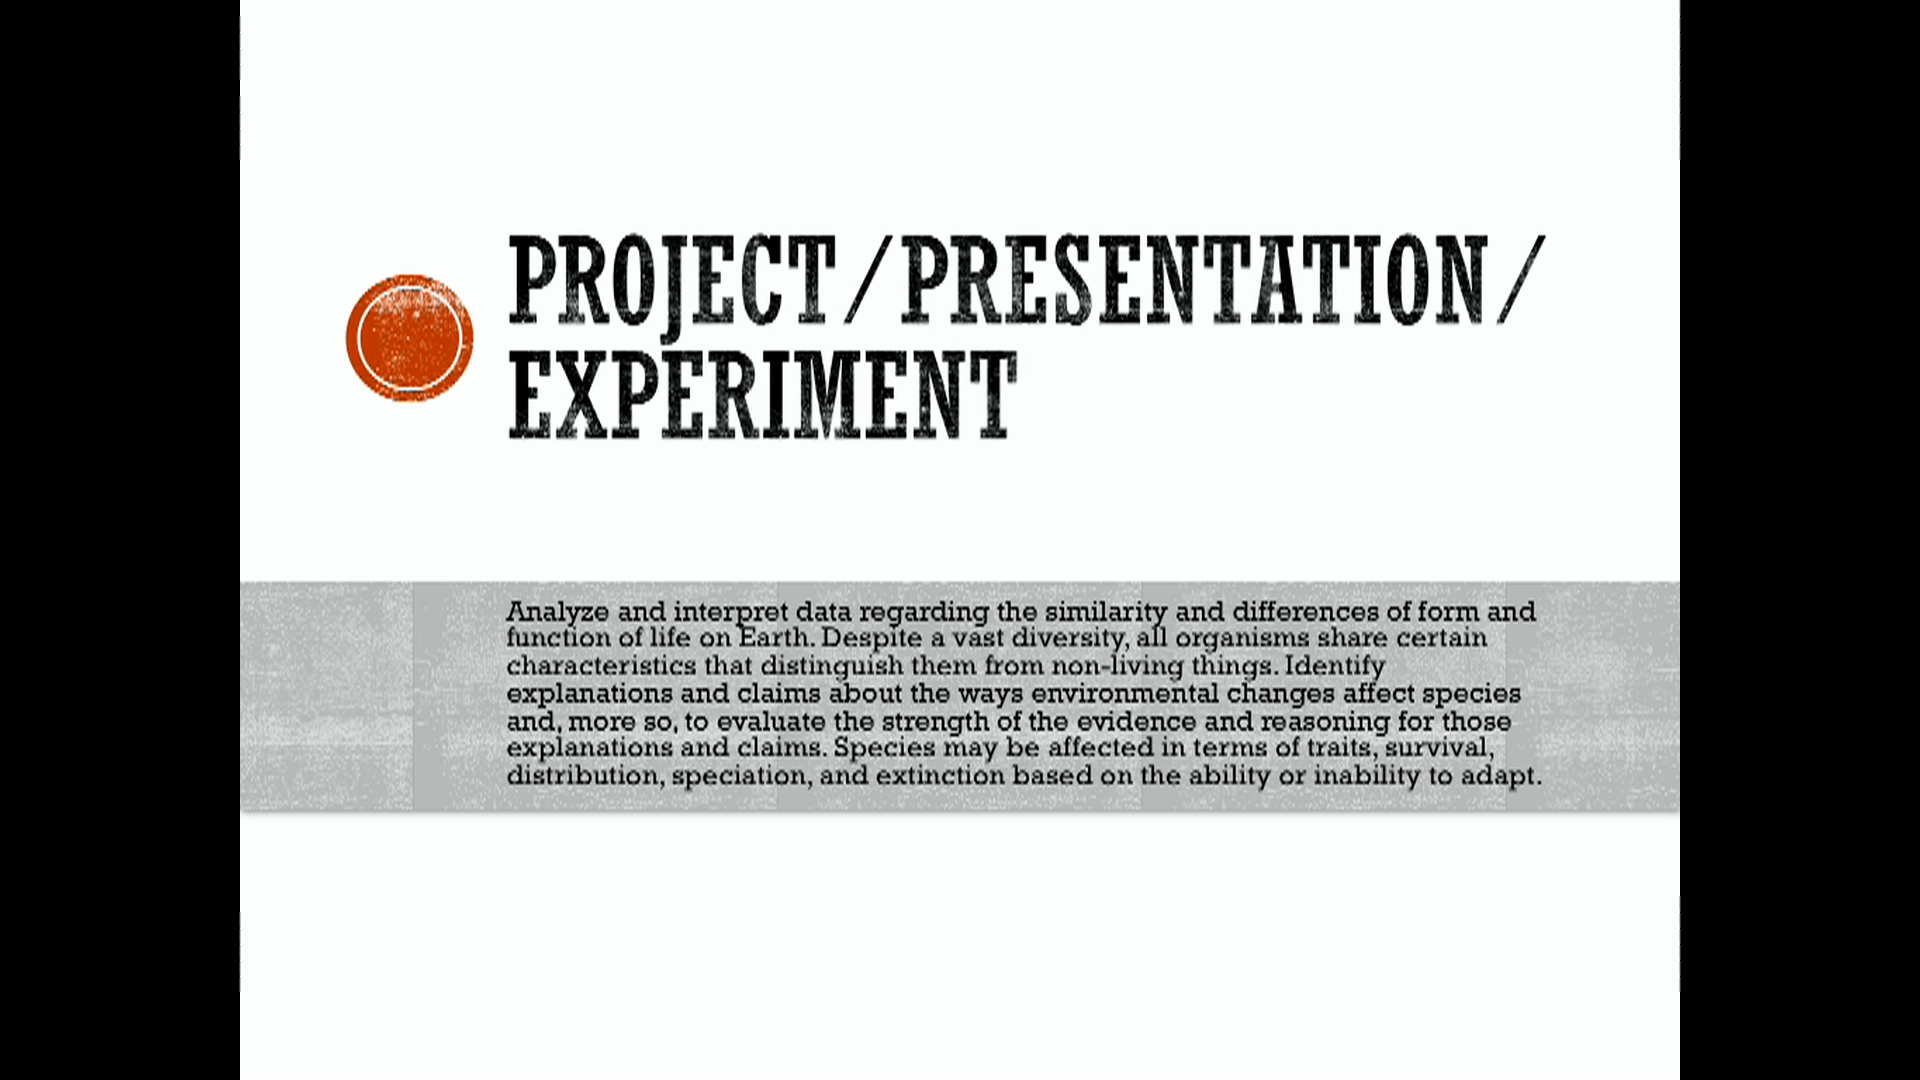 PROJECT/PRESENTATION/
EXPERIMENT
Analyze and interpret data regarding the similarity and differences of form and
function of life on Earth. Despite a vast diversity, all organisms share certain
characteristics that distinguish them from non-living things. Identify
explanations and claims about the ways environmental changes affect species
and, more so, to evaluate the strength of the evidence and reasoning for those
explanations and claims. Species may be affected in terms of traits, survival,
distribution, speciation, and extinction based on the ability or inability to adapt.